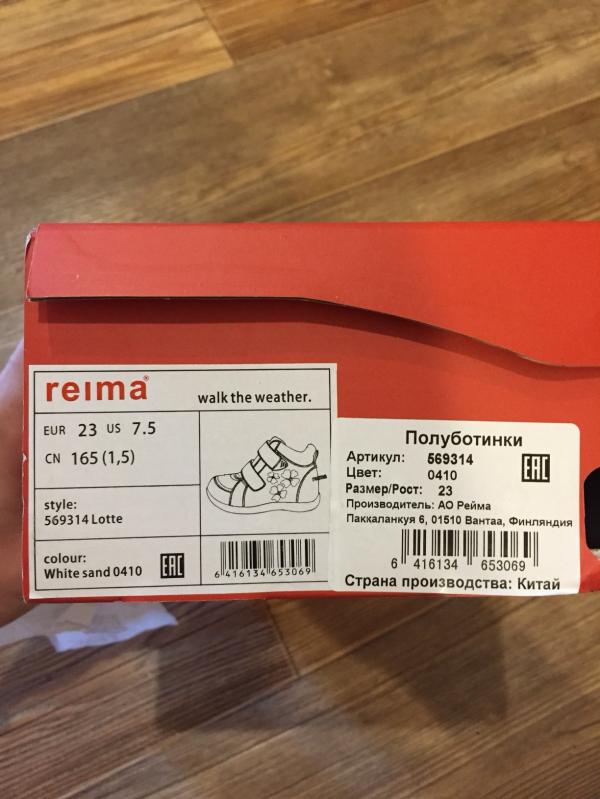 reima®
walk the weather.
EUR 23 US 7.5
CN 165 (1,5)
style:
569314 Lotte
colour:
White sand 0410
EAC
6 416134 653069
Полуботинки
Артикул: 569314
Цвет: 0410
Размер/Рост: 23
EAC
Производитель: АО Рейма
Паккаланкуя 6, 01510 Вантаа, Финляндия
6 416134 653069
Страна производства: Китай